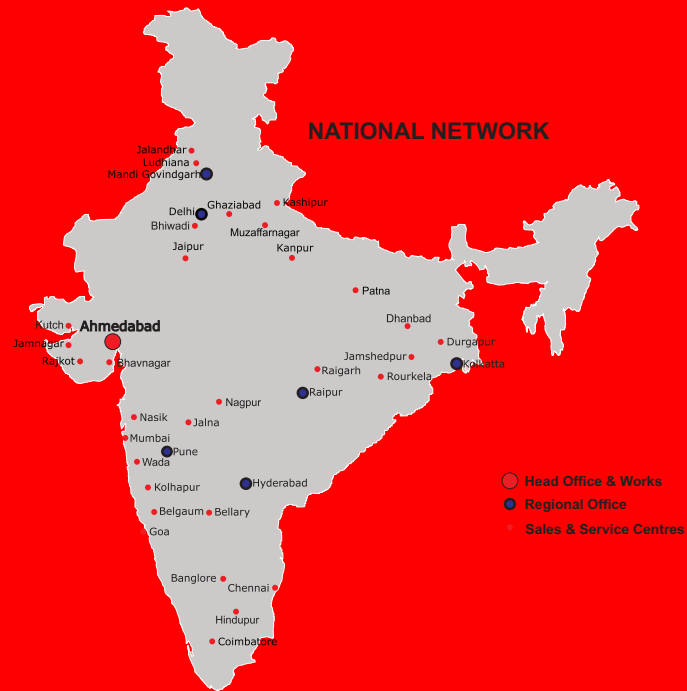 NATIONAL NETWORK
Jalandhar
Ludhiana
Mandi Govindgarh
Kashipur
Ghaziabad
Delhi
Bhiwadi
Muzaffarnagar
Jaipur
Kanpur
Patna
Dhanbad
Kutch
Ahmedabad
Jamnagar
Durgapur
Rajkot
Bhavnagar
Jamshedpur
Kolkatta
Raigarh
Rourkela
Raipur
Nagpur
Nasik
Jalna
Mumbai
Pune
Wada
Hyderabad
Kolhapur
Belgaum
Bellary
Goa
Banglore
Chennai
Hindupur
Coimbatore
Head Office & Works
Regional Office
Sales & Service Centres